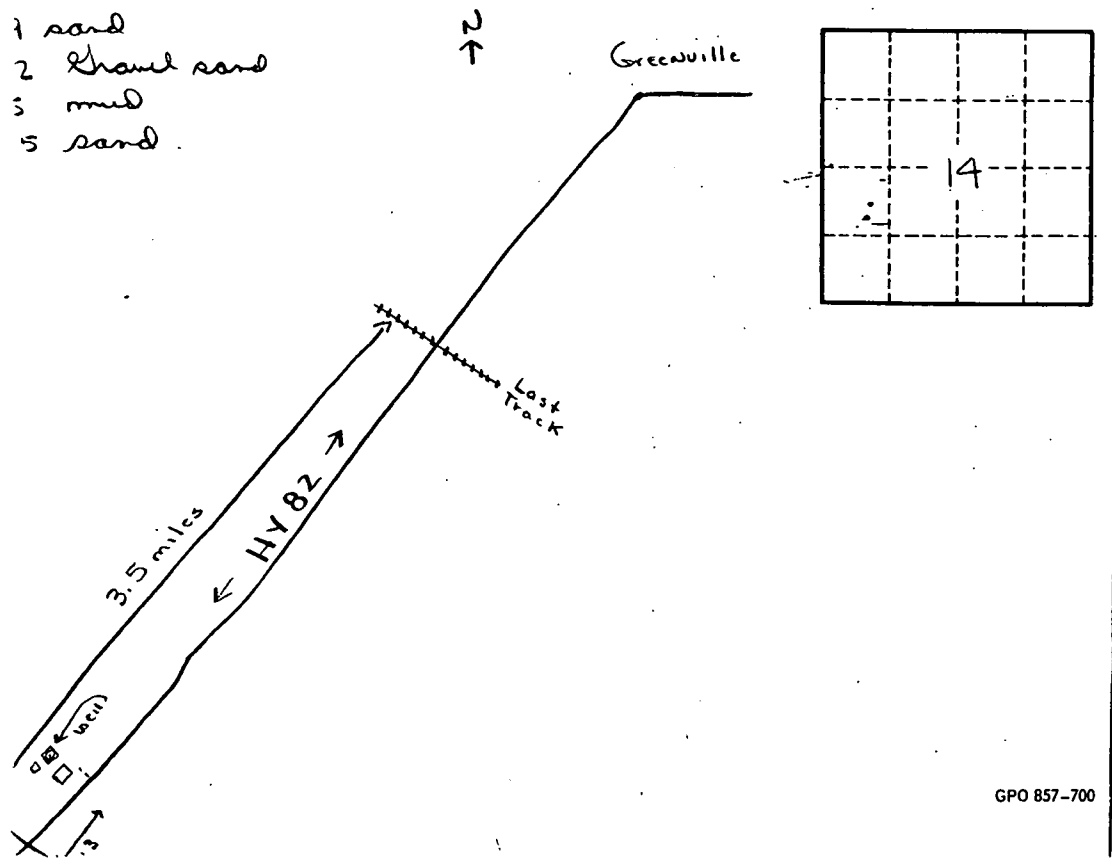 1 sand
2 Gravel sand
3 mud
5 sand.
N
Greenville
14
Last
Track
HY 82
3.5 miles
well
.3
GPO 857-700